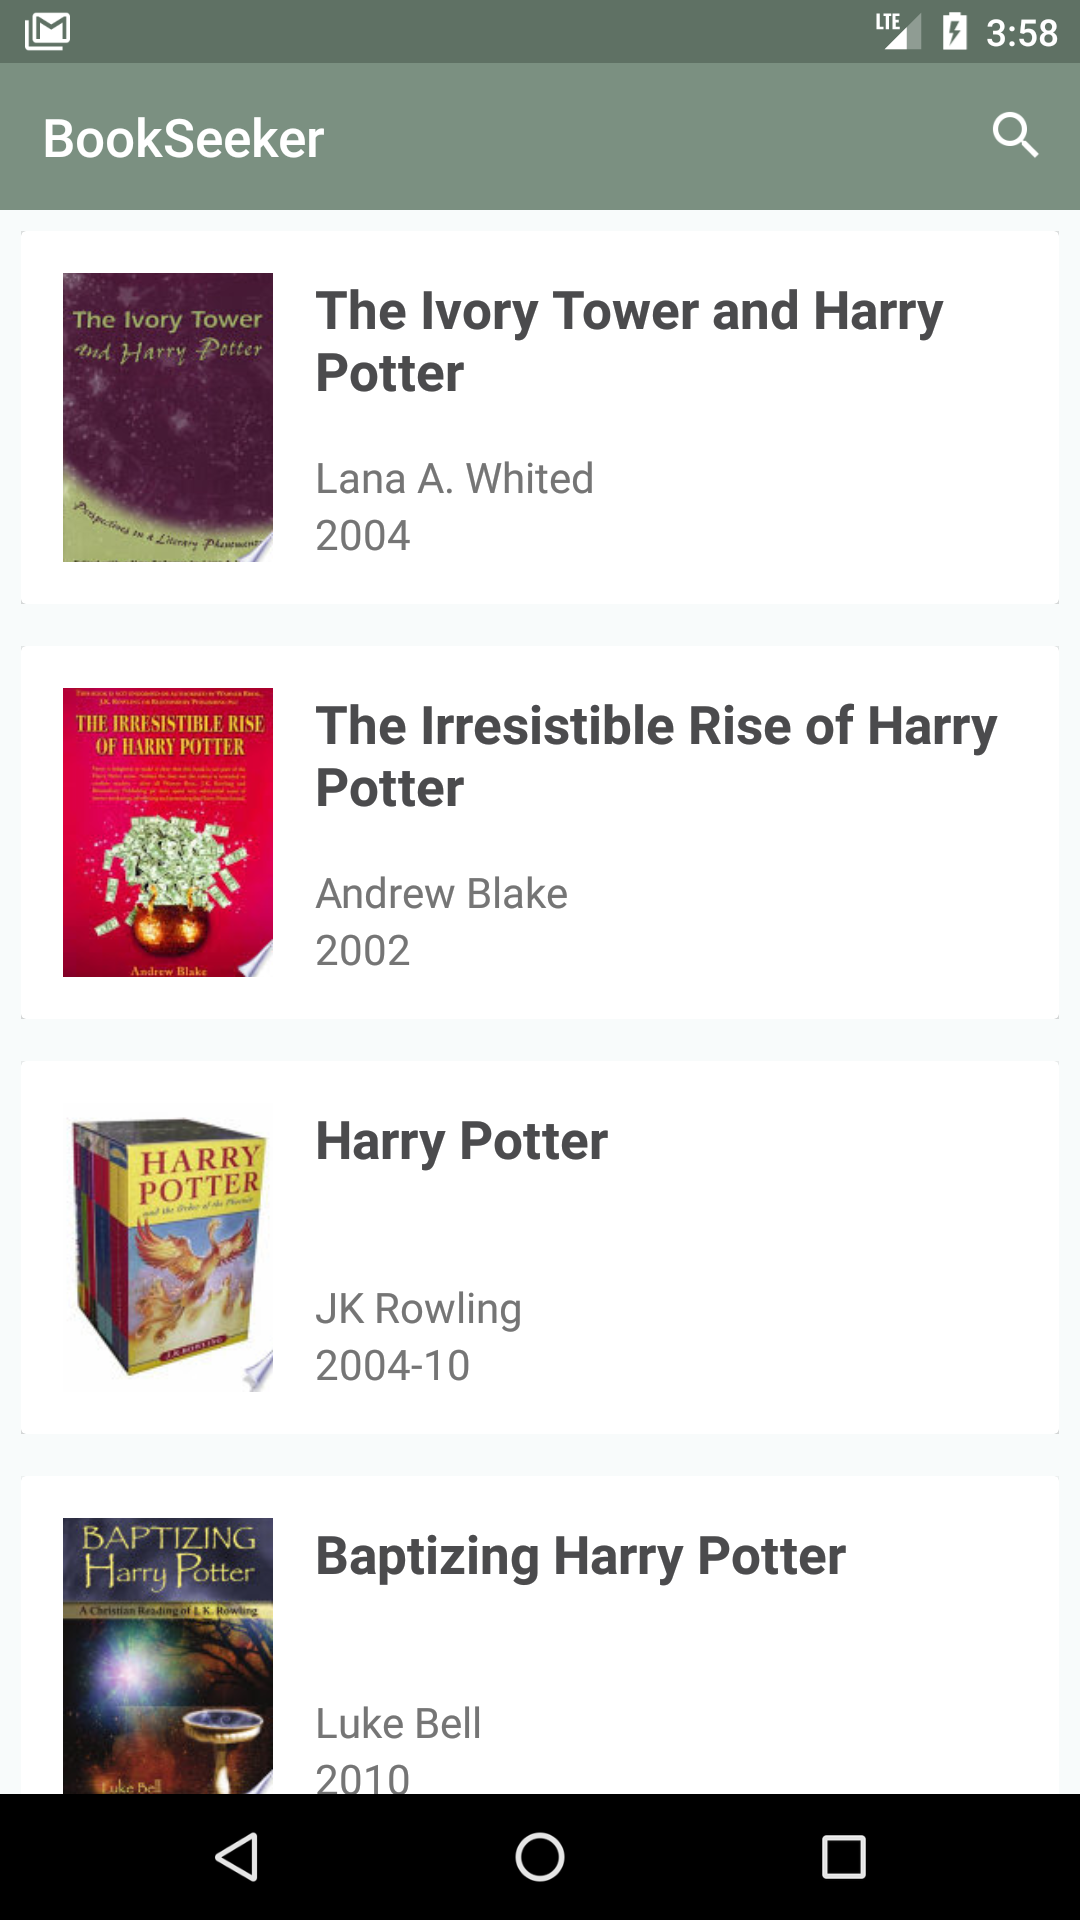 LTE 3:58
BookSeeker
The Ivory Tower
and Harry Potter
Perspectives on a Literary Phenomenon
The Ivory Tower and Harry
Potter
Lana A. Whited
2004
THE IRRESISTIBLE RISE
OF HARRY POTTER
Andrew Blake
The Irresistible Rise of Harry
Potter
Andrew Blake
2002
HARRY
POTTER
and the Order of the Phoenix
J.K. ROWLING
Harry Potter
JK Rowling
2004-10
BAPTIZING
Harry Potter
A Christian Reading of J. K. Rowling
Luke Bell
Baptizing Harry Potter
Luke Bell
2010